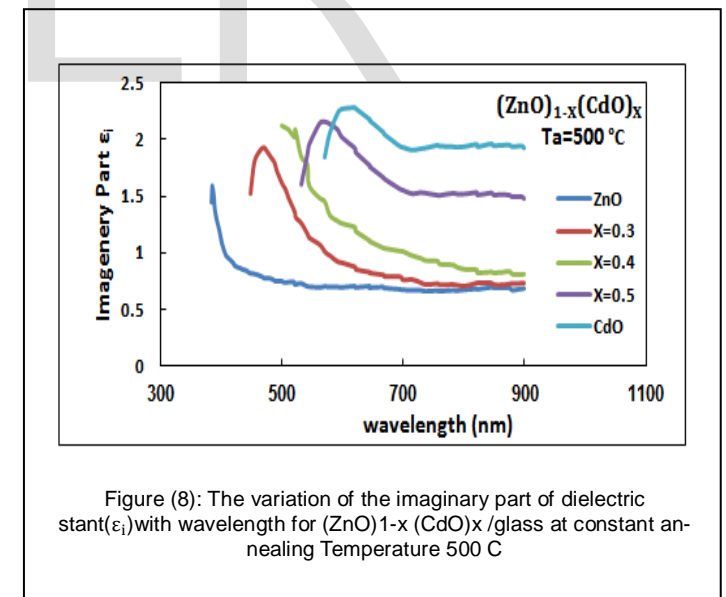 2.5
2
1.5
1
0.5
0
300 500 700 900 1100
Imagenery Part εi
wavelength (nm)
(ZnO)1-X(CdO)X
Ta=500 °C
ZnO
X=0.3
X=0.4
X=0.5
CdO
Figure (8): The variation of the imaginary part of dielectric
stant(εi)with wavelength for (ZnO)1-x (CdO)x /glass at constant an-
nealing Temperature 500 C